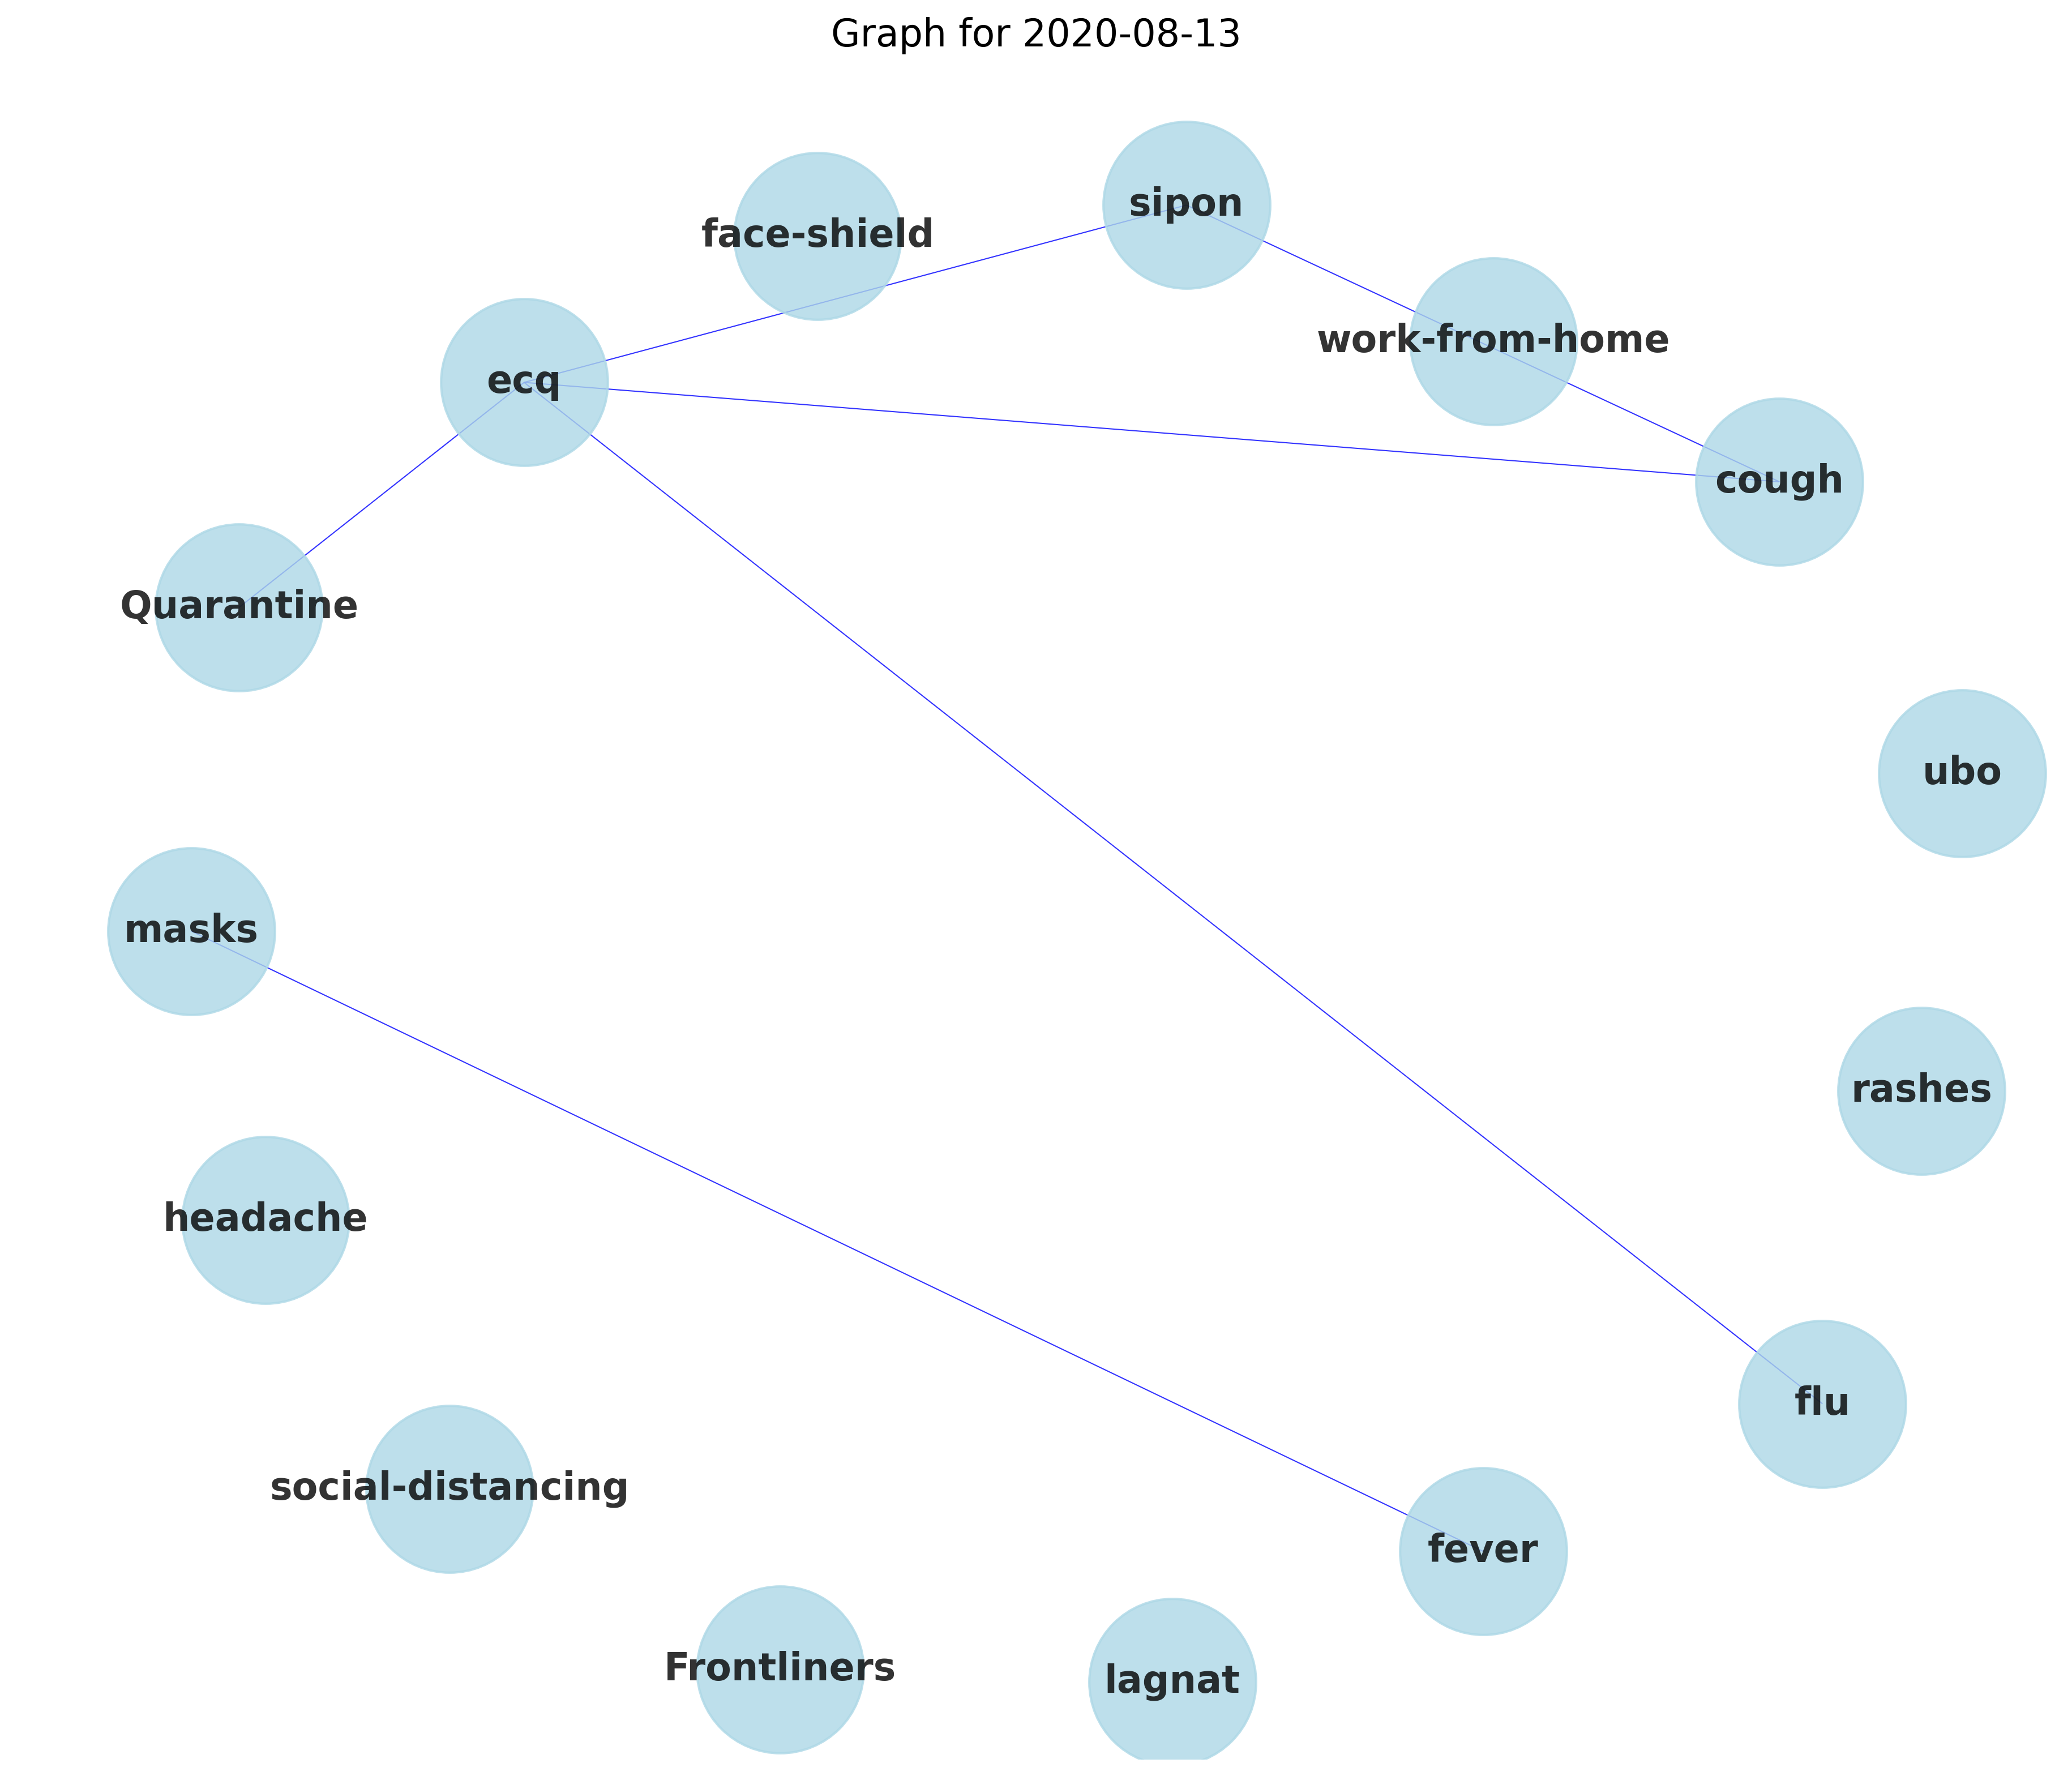 Graph for 2020-08-13
sipon
face-shield
work-from-home
ecq
cough
Quarantine
ubo
masks
rashes
headache
flu
social-distancing
fever
Frontliners
lagnat